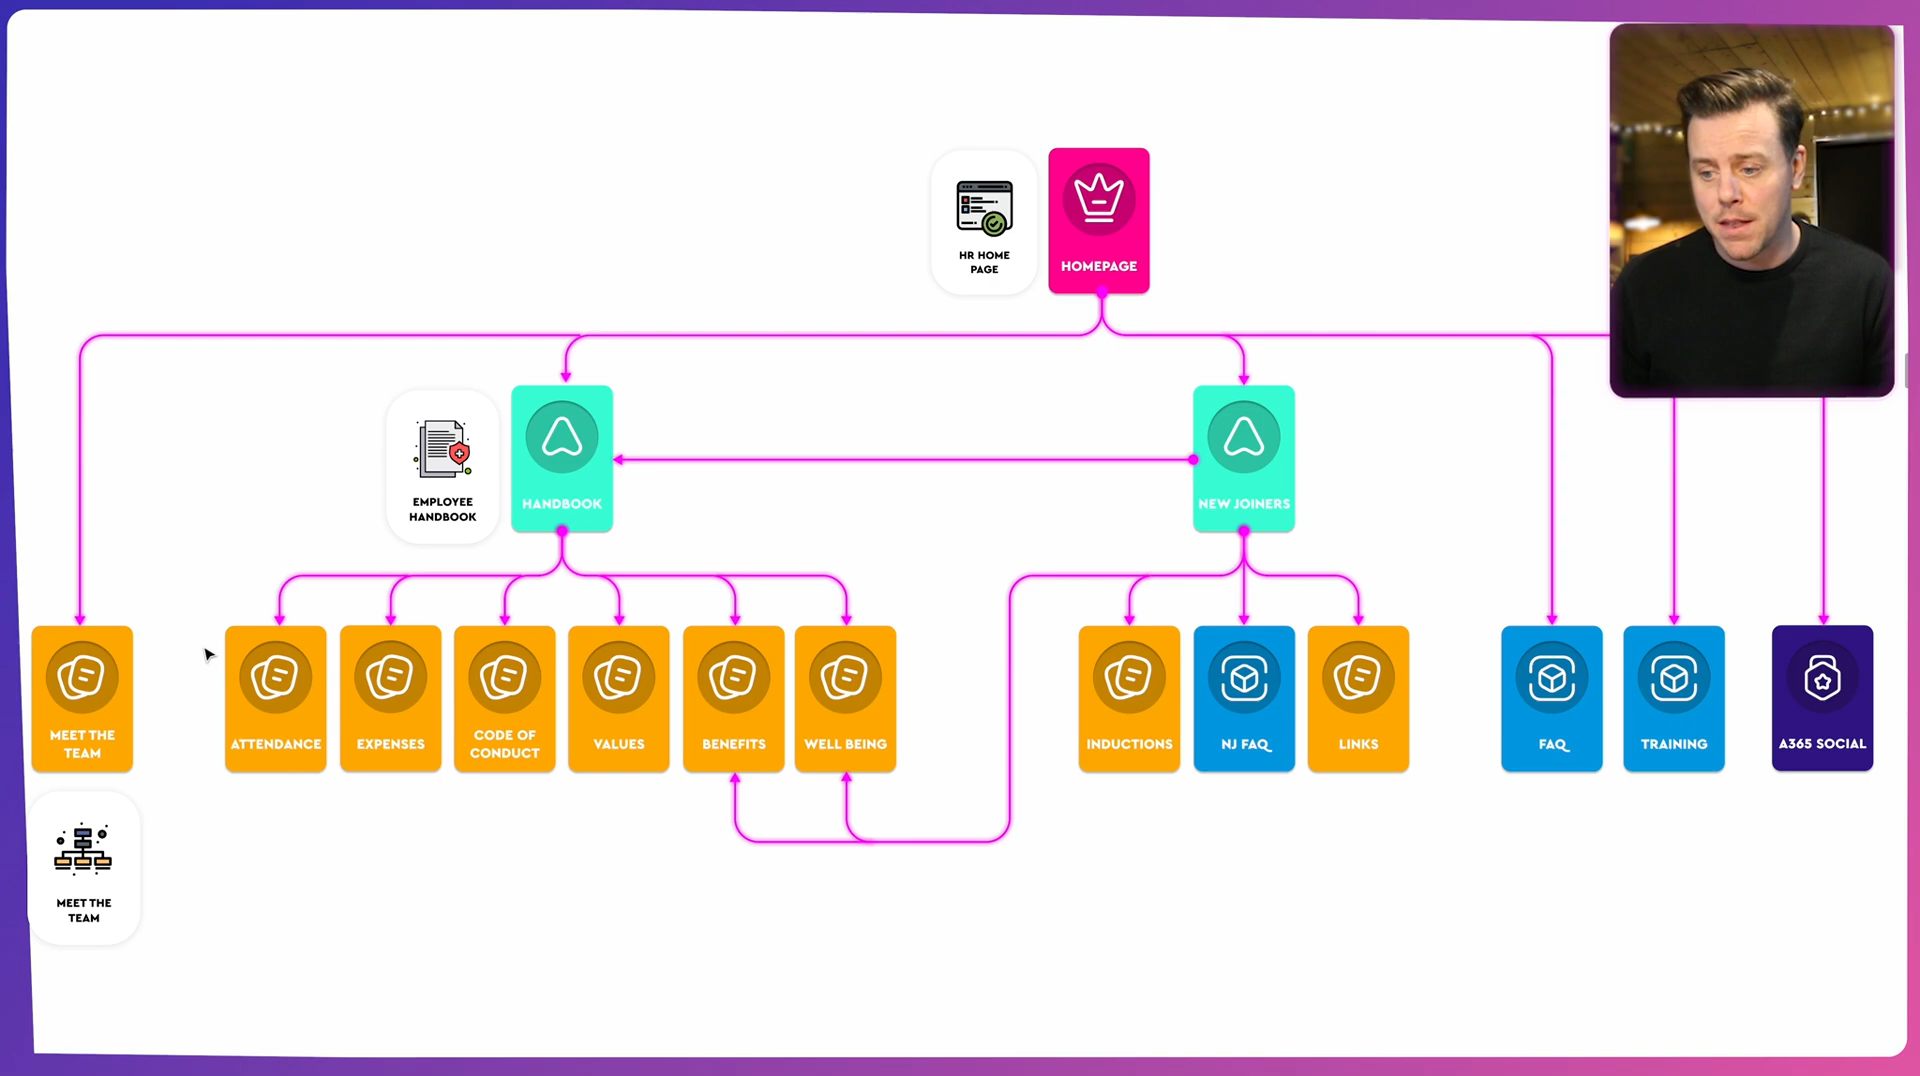 HR HOME
PAGE
HOMEPAGE
EMPLOYEE
HANDBOOK
HANDBOOK
NEW JOINERS
MEET THE
TEAM
ATTENDANCE
EXPENSES
CODE OF
CONDUCT
VALUES
BENEFITS
WELL BEING
INDUCTIONS
NJ FAQ
LINKS
FAQ
TRAINING
A365 SOCIAL
MEET THE
TEAM